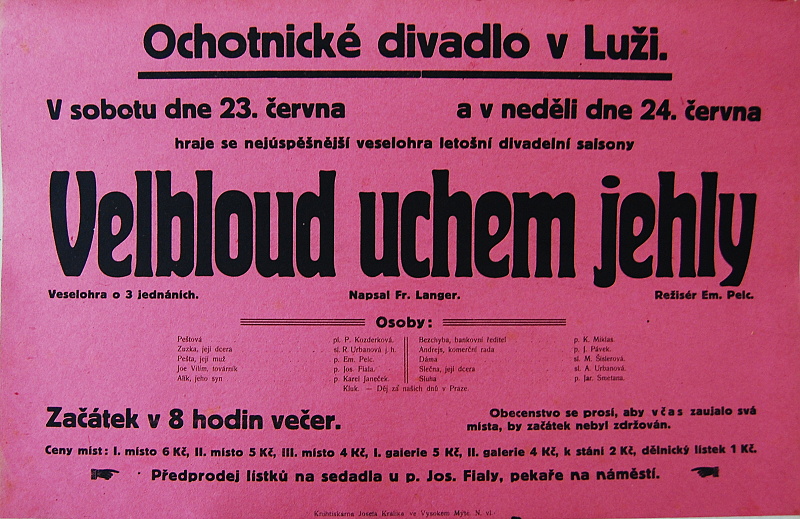 Ochotnické divadlo v Luži.
V sobotu dne 23. června a v neděli dne 24. června
hraje se nejúspěšnější veselohra letošní divadelní saisony
Velbloud uchem jehly
Veselohra o 3 jednáních. Napsal Fr. Langer. Režisér Em. Pelc.
Osoby:
Peštová pí. P. Kozderková.
Zuzka, její dcera sl. R. Urbanová j. h.
Pešta, její muž p. Em. Pelc.
Joe Vilím, továrník p. Jos. Fiala.
Alík, jeho syn p. Karel Janeček.
Bezchyba, bankovní ředitel p. K. Miklas.
Andrejs, komerční rada p. J. Pávek.
Dáma sl. M. Šislerová.
Slečna, její dcera sl. A. Urbanová.
Sluha p. Jar. Smetana.
Kluk. — Děj za našich dnů v Praze.
Začátek v 8 hodin večer.
Obecenstvo se prosí, aby včas zaujalo svá
místa, by začátek nebyl zdržován.
Ceny míst: I. místo 6 Kč, II. místo 5 Kč, III. místo 4 Kč, I. galerie 5 Kč, II. galerie 4 Kč, k stání 2 Kč, dělnický lístek 1 Kč.
Předprodej lístků na sedadla u p. Jos. Fialy, pekaře na náměstí.
Knihtiskárna Josefa Králíka ve Vysokém Mýtě. N. vl.